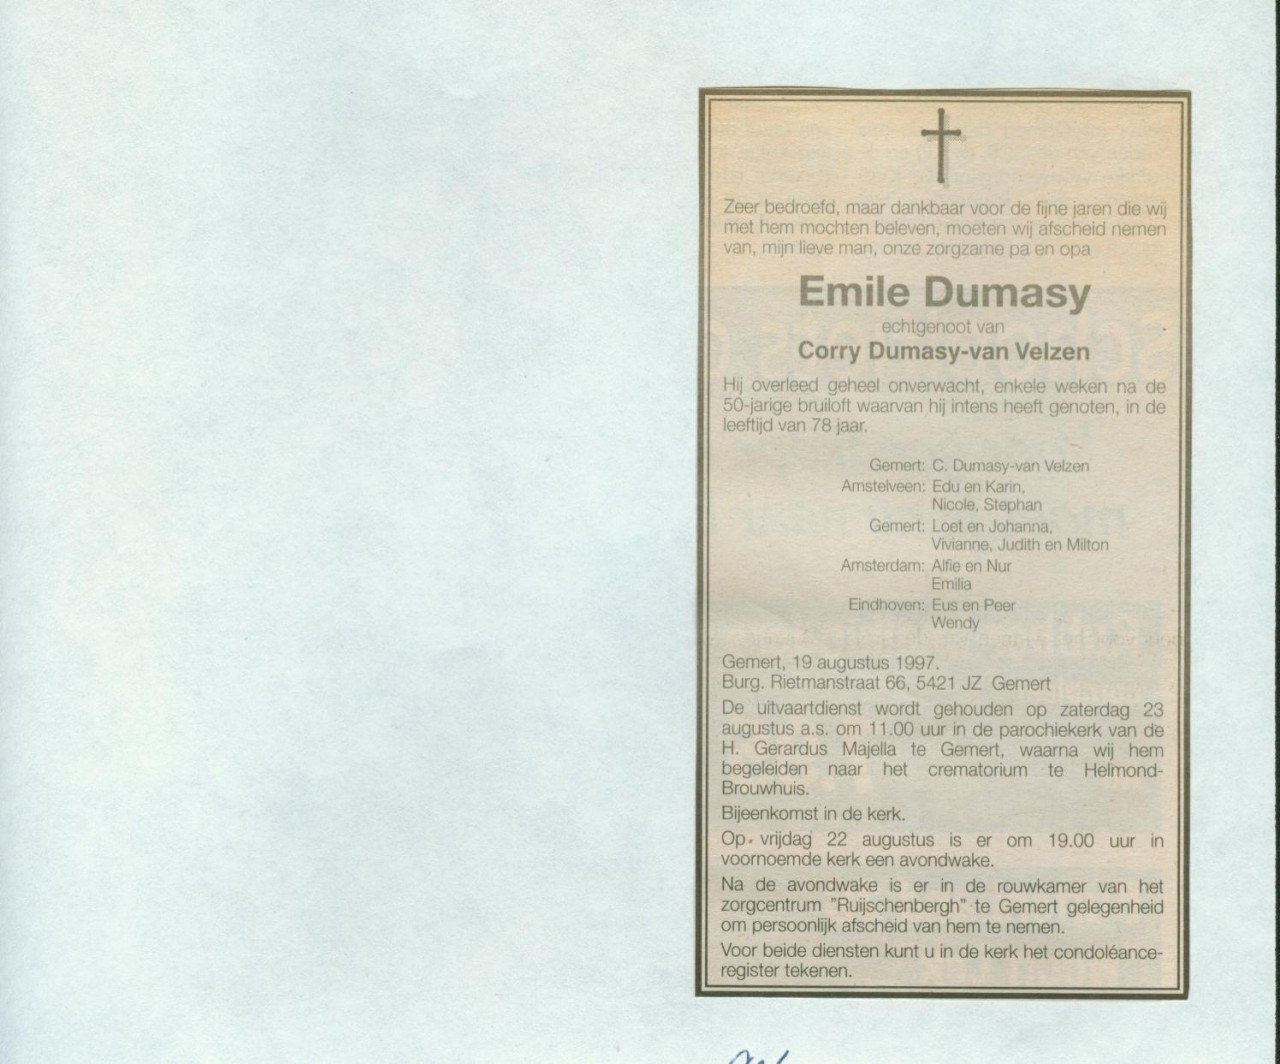 Zeer bedroefd, maar dankbaar voor de fijne jaren die wij
met hem mochten beleven, moeten wij afscheid nemen
van, mijn lieve man, onze zorgzame pa en opa
Emile Dumasy
echtgenoot van
Corry Dumasy-van Velzen
Hij overleed geheel onverwacht, enkele weken na de
50-jarige bruiloft waarvan hij intens heeft genoten, in de
leeftijd van 78 jaar.
Gemert: C. Dumasy-van Velzen
Amstelveen: Edu en Karin,
Nicole, Stephan
Gemert: Loet en Johanna,
Vivianne, Judith en Milton
Amsterdam: Alfie en Nur
Emilia
Eindhoven: Eus en Peer
Wendy
Gemert, 19 augustus 1997.
Burg. Rietmanstraat 66, 5421 JZ Gemert
De uitvaartdienst wordt gehouden op zaterdag 23
augustus a.s. om 11.00 uur in de parochiekerk van de
H. Gerardus Majella te Gemert, waarna wij hem
begeleiden naar het crematorium te Helmond-
Brouwhuis.
Bijeenkomst in de kerk.
Op vrijdag 22 augustus is er om 19.00 uur in
voornoemde kerk een avondwake.
Na de avondwake is er in de rouwkamer van het
zorgcentrum "Ruijschenbergh" te Gemert gelegenheid
om persoonlijk afscheid van hem te nemen.
Voor beide diensten kunt u in de kerk het condoléance-
register tekenen.